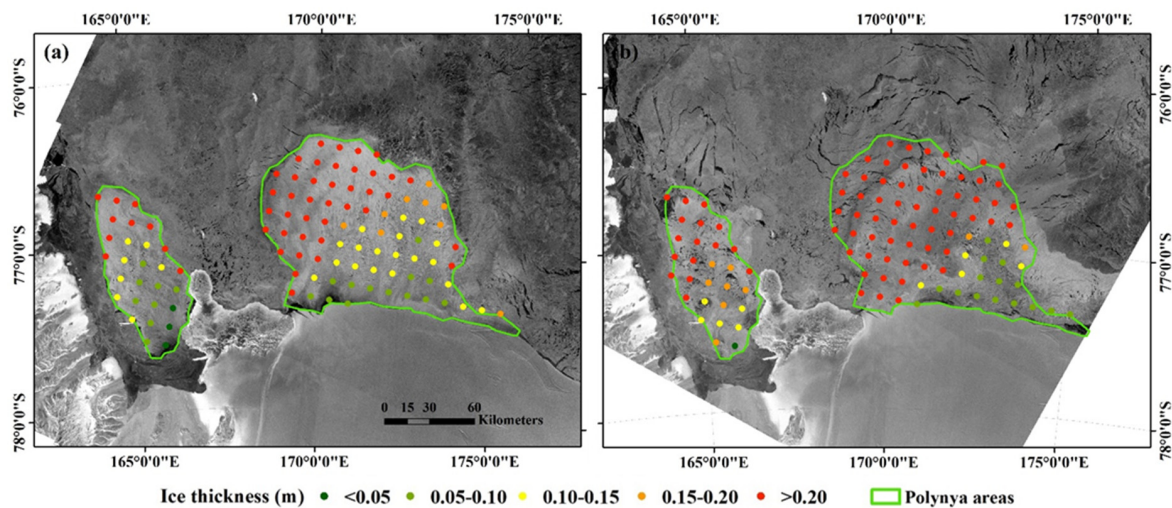 165°0'0"E 170°0'0"E 175°0'0"E 170°0'0"E 175°0'0"E
(a) (b)
76°0'0"S 76°0'0"S
77°0'0"S 77°0'0"S
78°0'0"S 78°0'0"S
0 15 30 60
Kilometers
165°0'0"E 170°0'0"E 175°0'0"E 165°0'0"E 170°0'0"E 175°0'0"E
Ice thickness (m) <0.05 0.05-0.10 0.10-0.15 0.15-0.20 >0.20 Polynya areas